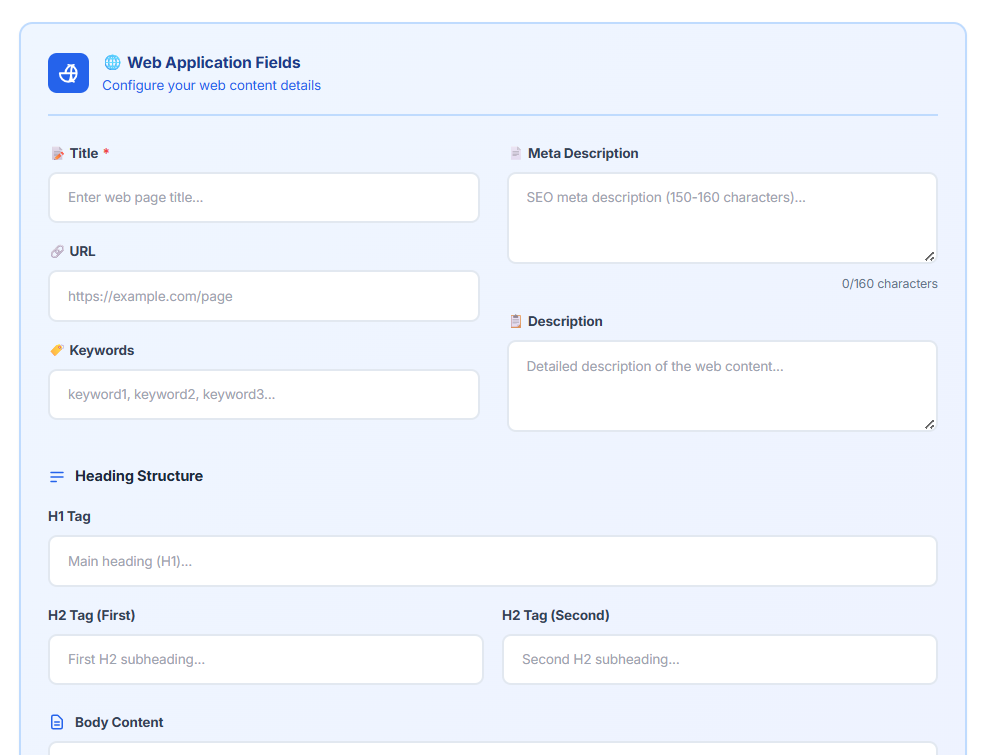 🌐 Web Application Fields
Configure your web content details
📝 Title *
Enter web page title...
🔗 URL
https://example.com/page
🏷️ Keywords
keyword1, keyword2, keyword3...
📄 Meta Description
SEO meta description (150-160 characters)...
0/160 characters
📋 Description
Detailed description of the web content...
Heading Structure
H1 Tag
Main heading (H1)...
H2 Tag (First)
First H2 subheading...
H2 Tag (Second)
Second H2 subheading...
Body Content